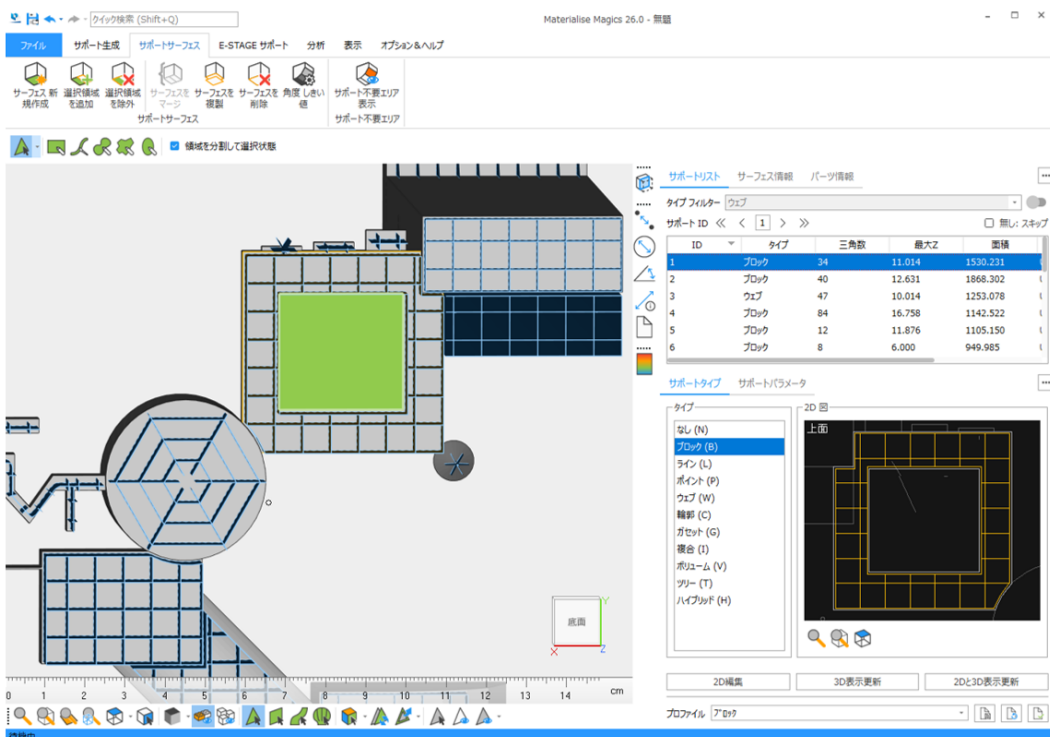 クイック検索 (Shift+Q)
Materialise Magics 26.0 - 無題
ファイル サポート生成 サポートサーフェス E-STAGE サポート 分析 表示 オプション&ヘルプ
サーフェス 新規作成 選択領域を追加 選択領域を除外 サーフェスをマージ サーフェスを複製 サーフェスを削除 角度 しきい値 サポート不要エリア表示
サポートサーフェス サポート不要エリア
領域を分割して選択状態
サポートリスト サーフェス情報 パーツ情報
タイプ フィルター ウェブ
サポート ID 1 無し: スキップ
ID タイプ 三角数 最大Z 面積
1 ブロック 34 11.014 1530.231
2 ブロック 40 12.631 1868.302
3 ウェブ 47 10.014 1253.078
4 ブロック 84 16.758 1142.522
5 ブロック 12 11.876 1105.150
6 ブロック 8 6.000 949.985
サポートタイプ サポートパラメータ
タイプ
なし (N)
ブロック (B)
ライン (L)
ポイント (P)
ウェブ (W)
輪郭 (C)
ガセット (G)
複合 (I)
ボリューム (V)
ツリー (T)
ハイブリッド (H)
2D
上面
底面
X Y Z
0 1 2 3 4 5 6 7 8 9 10 11 12 13 14 cm
2D編集 3D表示更新 2Dと3D表示更新
プロファイル ブロック